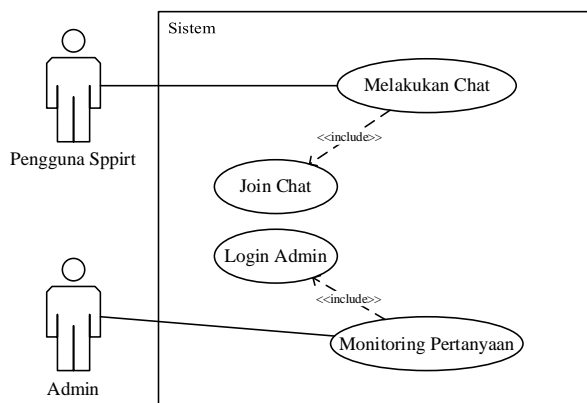 Sistem
Melakukan Chat
<<include>>
Pengguna Sppirt
Join Chat
Login Admin
<<include>>
Monitoring Pertanyaan
Admin